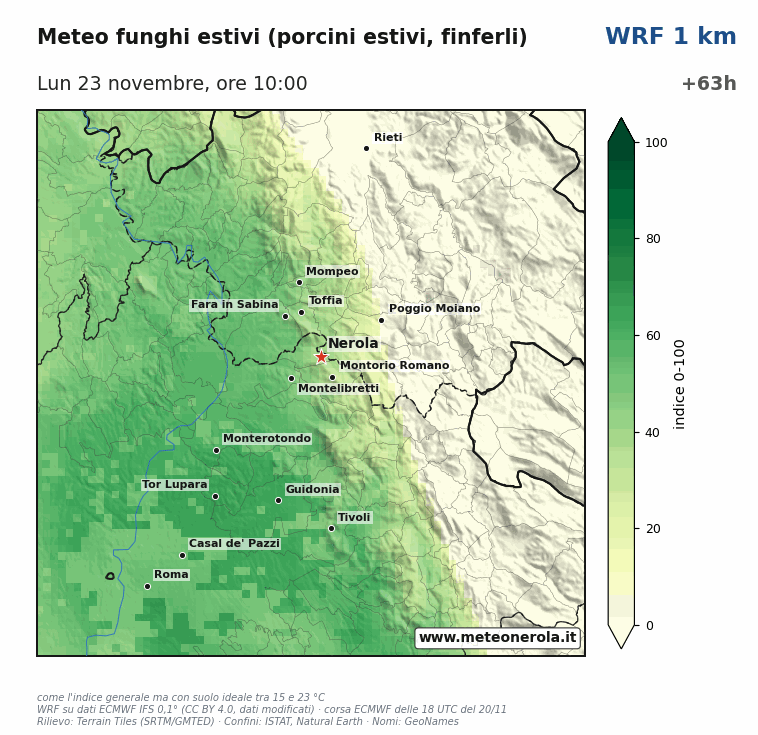 Meteo funghi estivi (porcini estivi, finferli)
WRF 1 km
Lun 23 novembre, ore 10:00
+63h
Rieti
Mompeo
Toffia
Fara in Sabina
Poggio Moiano
Nerola
Montorio Romano
Montelibretti
Monterotondo
Tor Lupara
Guidonia
Tivoli
Casal de' Pazzi
Roma
www.meteonerola.it
100
80
60
40
20
0
indice 0-100
come l'indice generale ma con suolo ideale tra 15 e 23 °C
WRF su dati ECMWF IFS 0,1° (CC BY 4.0, dati modificati) · corsa ECMWF delle 18 UTC del 20/11
Rilievo: Terrain Tiles (SRTM/GMTED) · Confini: ISTAT, Natural Earth · Nomi: GeoNames